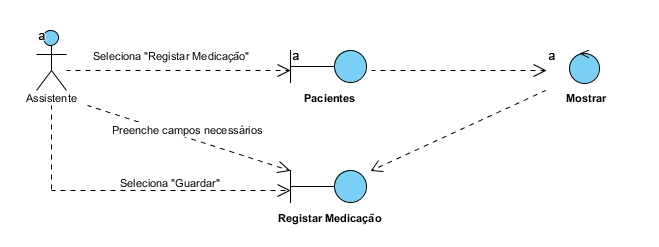 a
Seleciona "Registar Medicação"
a
a
Assistente
Pacientes
Mostrar
Preenche campos necessários
Seleciona "Guardar"
Registar Medicação